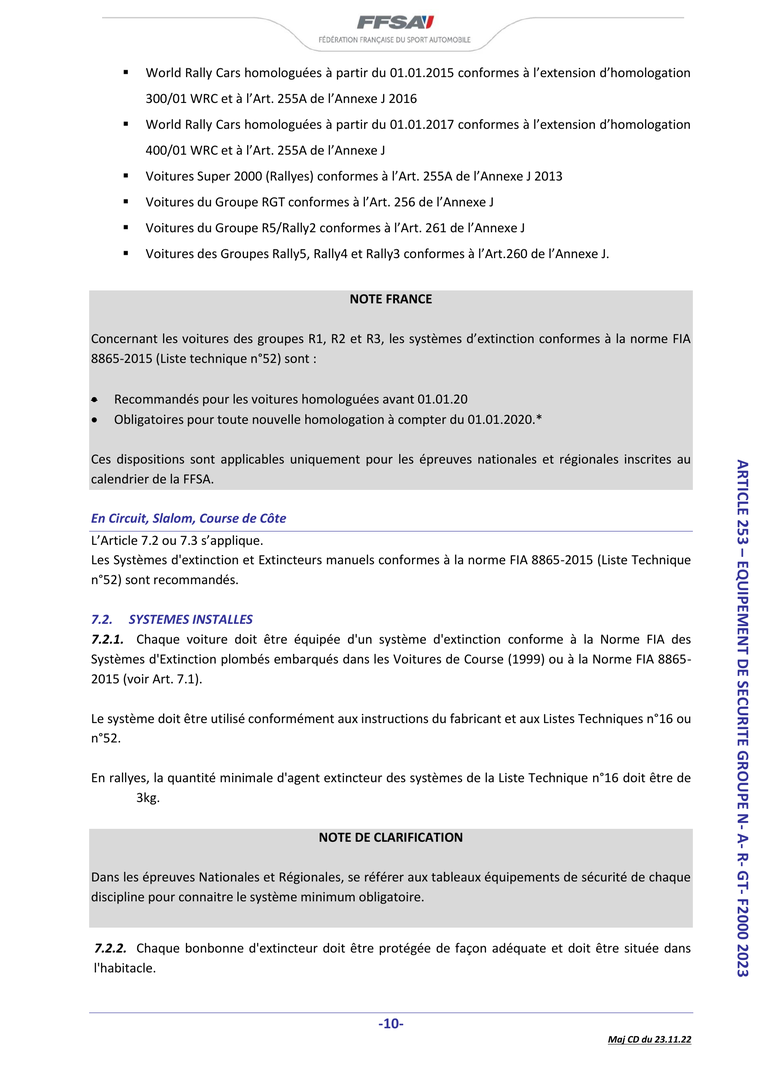 FFSA
FÉDÉRATION FRANÇAISE DU SPORT AUTOMOBILE
▪ World Rally Cars homologuées à partir du 01.01.2015 conformes à l’extension d’homologation
300/01 WRC et à l’Art. 255A de l’Annexe J 2016
▪ World Rally Cars homologuées à partir du 01.01.2017 conformes à l’extension d’homologation
400/01 WRC et à l’Art. 255A de l’Annexe J
▪ Voitures Super 2000 (Rallyes) conformes à l’Art. 255A de l’Annexe J 2013
▪ Voitures du Groupe RGT conformes à l’Art. 256 de l’Annexe J
▪ Voitures du Groupe R5/Rally2 conformes à l’Art. 261 de l’Annexe J
▪ Voitures des Groupes Rally5, Rally4 et Rally3 conformes à l’Art.260 de l’Annexe J.
NOTE FRANCE
Concernant les voitures des groupes R1, R2 et R3, les systèmes d’extinction conformes à la norme FIA
8865-2015 (Liste technique n°52) sont :
• Recommandés pour les voitures homologuées avant 01.01.20
• Obligatoires pour toute nouvelle homologation à compter du 01.01.2020.*
Ces dispositions sont applicables uniquement pour les épreuves nationales et régionales inscrites au
calendrier de la FFSA.
En Circuit, Slalom, Course de Côte
L’Article 7.2 ou 7.3 s’applique.
Les Systèmes d'extinction et Extincteurs manuels conformes à la norme FIA 8865-2015 (Liste Technique
n°52) sont recommandés.
7.2. SYSTEMES INSTALLES
7.2.1. Chaque voiture doit être équipée d'un système d'extinction conforme à la Norme FIA des
Systèmes d'Extinction plombés embarqués dans les Voitures de Course (1999) ou à la Norme FIA 8865-
2015 (voir Art. 7.1).
Le système doit être utilisé conformément aux instructions du fabricant et aux Listes Techniques n°16 ou
n°52.
En rallyes, la quantité minimale d'agent extincteur des systèmes de la Liste Technique n°16 doit être de
3kg.
NOTE DE CLARIFICATION
Dans les épreuves Nationales et Régionales, se référer aux tableaux équipements de sécurité de chaque
discipline pour connaitre le système minimum obligatoire.
7.2.2. Chaque bonbonne d'extincteur doit être protégée de façon adéquate et doit être située dans
l'habitacle.
ARTICLE 253 – EQUIPEMENT DE SECURITE GROUPE N- A- R- GT- F2000 2023
-10-
Maj CD du 23.11.22